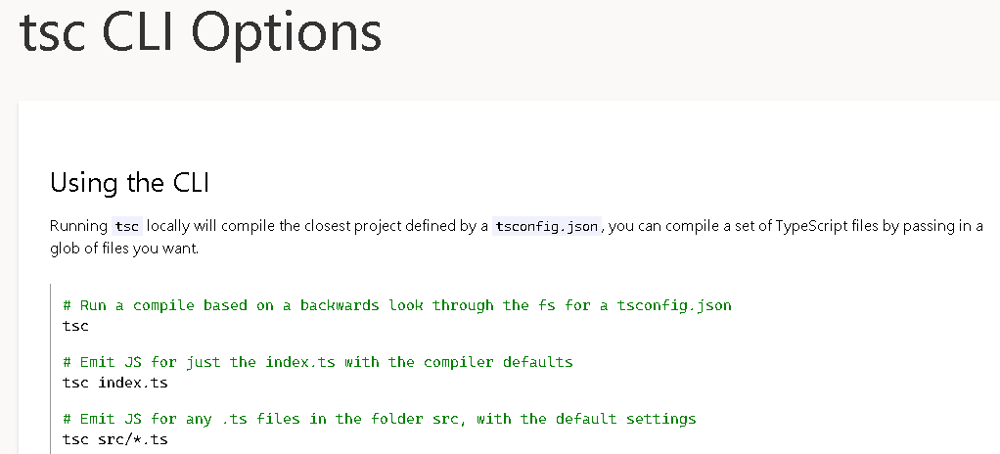 tsc CLI Options
Using the CLI
Running tsc locally will compile the closest project defined by a tsconfig.json, you can compile a set of TypeScript files by passing in a
glob of files you want.
# Run a compile based on a backwards look through the fs for a tsconfig.json
tsc
# Emit JS for just the index.ts with the compiler defaults
tsc index.ts
# Emit JS for any .ts files in the folder src, with the default settings
tsc src/*.ts